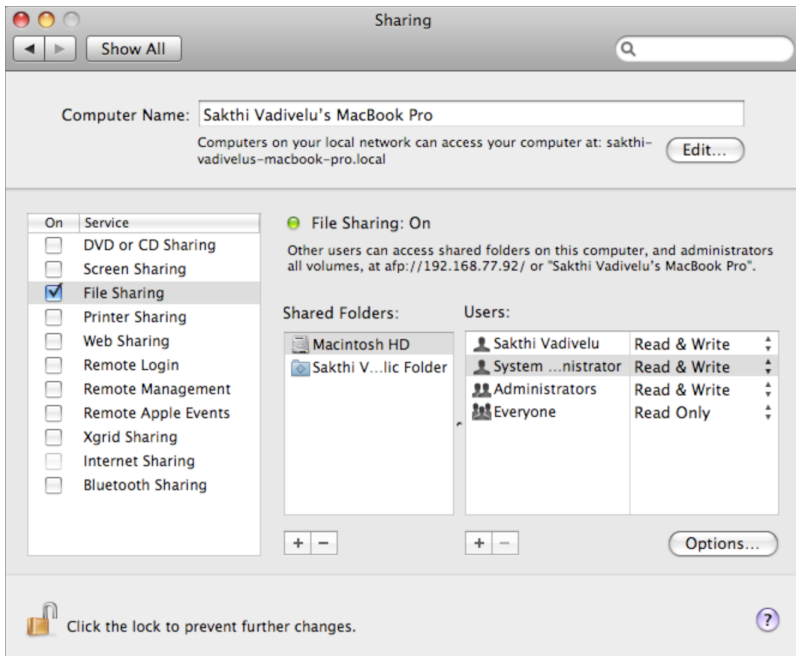 Sharing
Show All
Computer Name: Sakthi Vadivelu's MacBook Pro
Computers on your local network can access your computer at: sakthi-
vadivelus-macbook-pro.local
Edit...
On Service
DVD or CD Sharing
Screen Sharing
File Sharing
Printer Sharing
Web Sharing
Remote Login
Remote Management
Remote Apple Events
Xgrid Sharing
Internet Sharing
Bluetooth Sharing
File Sharing: On
Other users can access shared folders on this computer, and administrators
all volumes, at afp://192.168.77.92/ or "Sakthi Vadivelu's MacBook Pro".
Shared Folders:
Macintosh HD
Sakthi V...lic Folder
+ −
Users:
Sakthi Vadivelu Read & Write
System ...nistrator Read & Write
Administrators Read & Write
Everyone Read Only
+ −
Options...
Click the lock to prevent further changes.
?